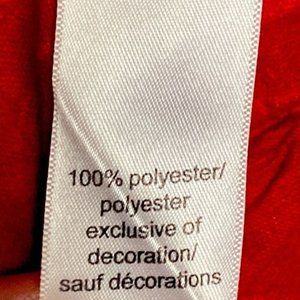 100% polyester/
polyester
exclusive of
decoration/
sauf décorations